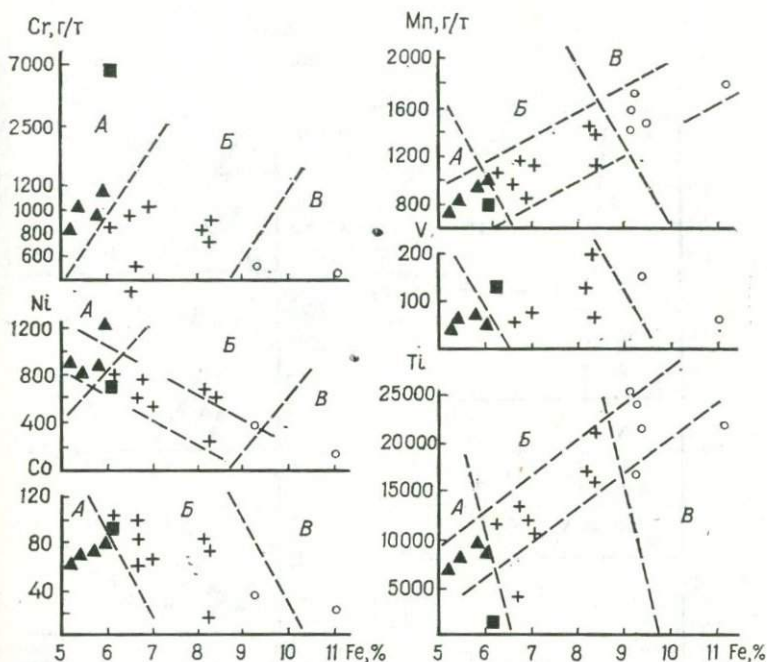 Cr, г/т
7000
2500
1200
1000
800
600
А
Б
В
Ni
1200
800
400
А
Б
В
Co
120
80
40
А
Б
В
5 6 7 8 9 10 11 Fe, %
Mn, г/т
2000
1600
1200
800
А
Б
В
V
200
100
Ti
25000
20000
15000
10000
5000
А
Б
В
5 6 7 8 9 10 11 Fe, %